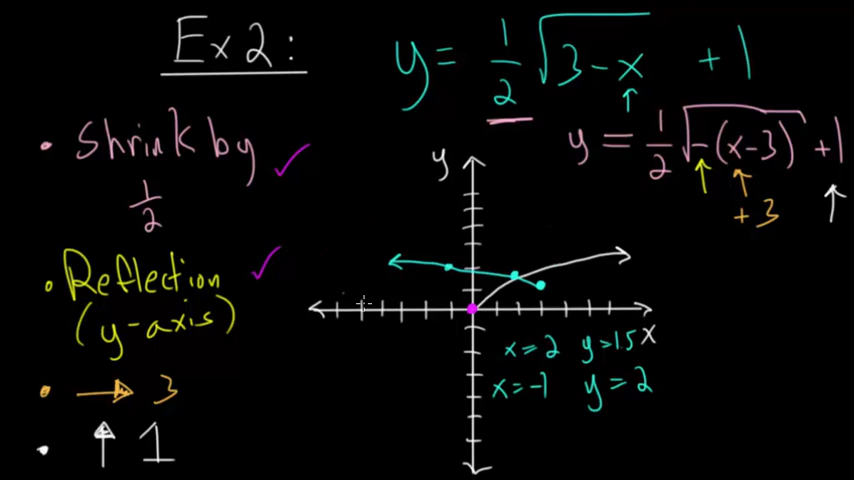 Ex 2:
y = 1/2 √(3-x) + 1
y = 1/2 √(-(x-3)) + 1
+3
• Shrink by
1/2
• Reflection
(y-axis)
• → 3
• ↑ 1
y
x
x=2 y=1.5
x=-1 y=2